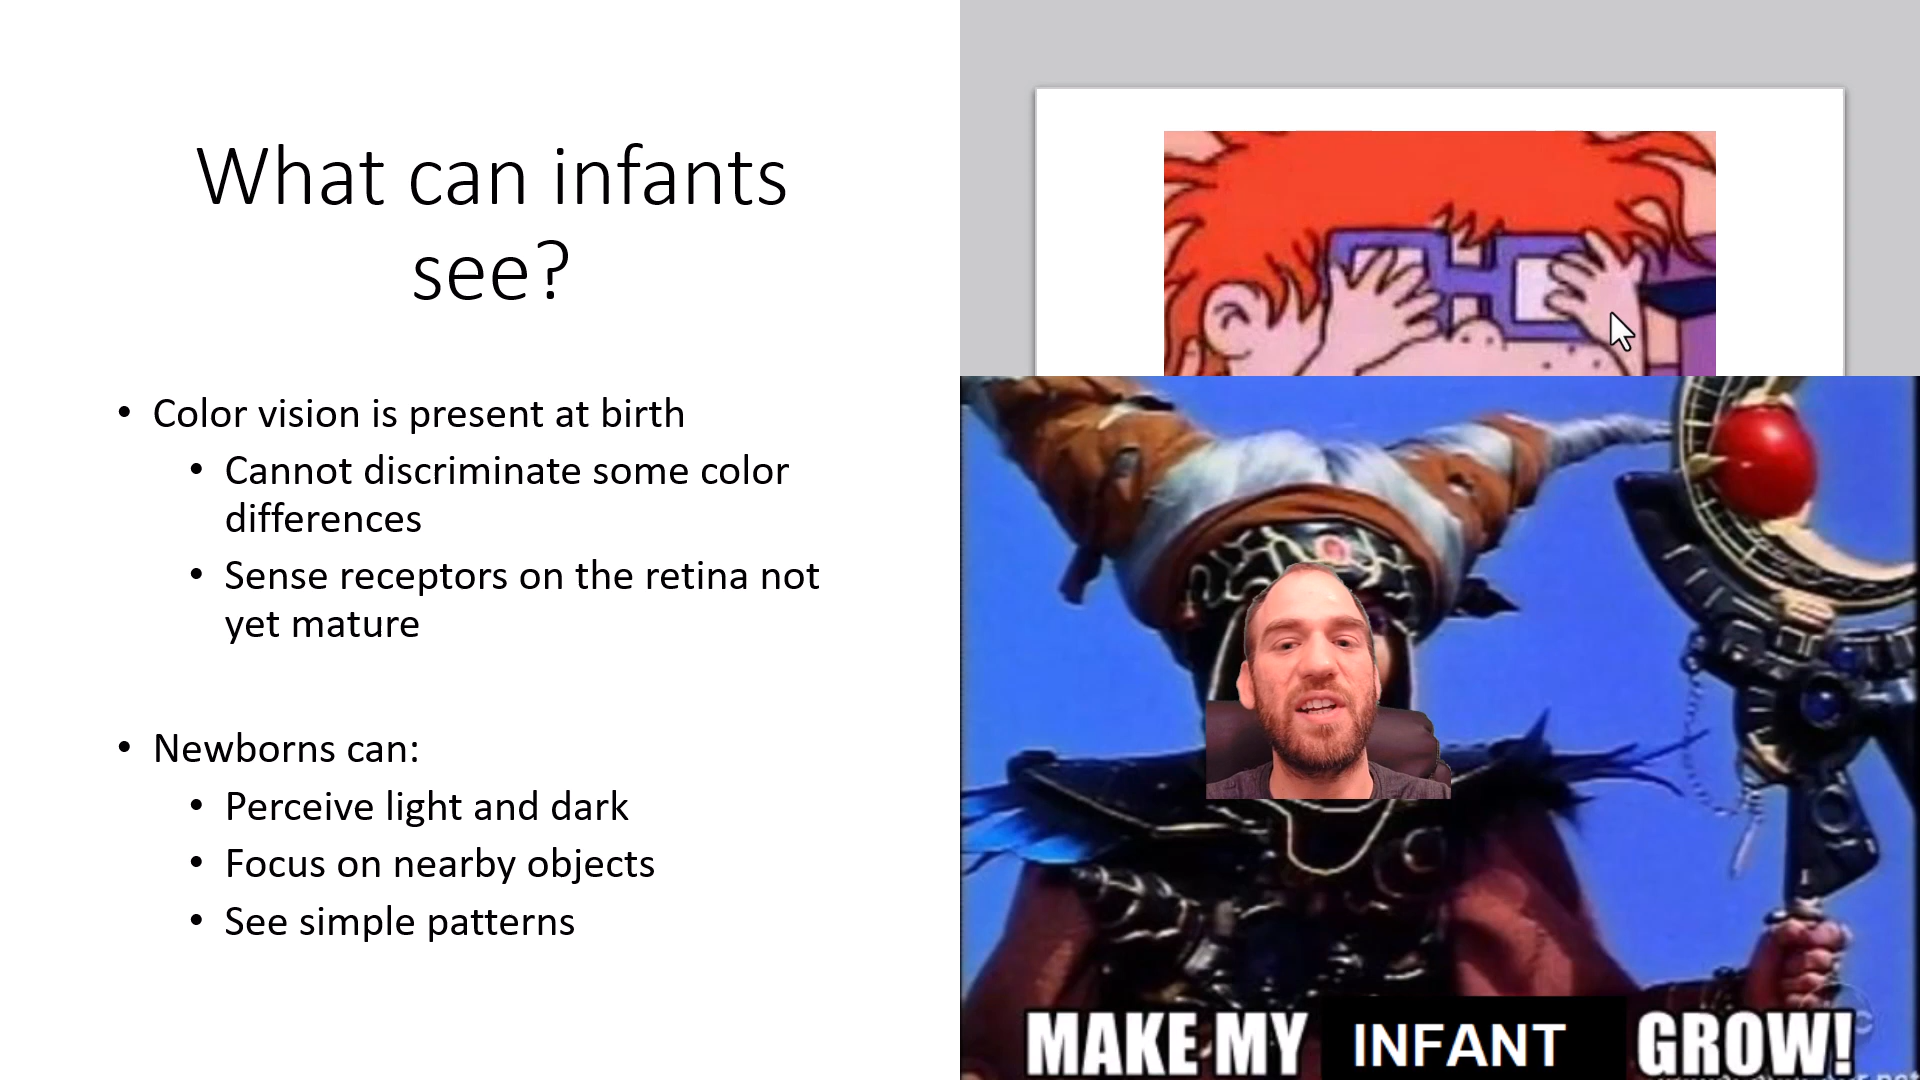 What can infants
see?
• Color vision is present at birth
• Cannot discriminate some color
differences
• Sense receptors on the retina not
yet mature
• Newborns can:
• Perceive light and dark
• Focus on nearby objects
• See simple patterns
MAKE MY INFANT GROW!